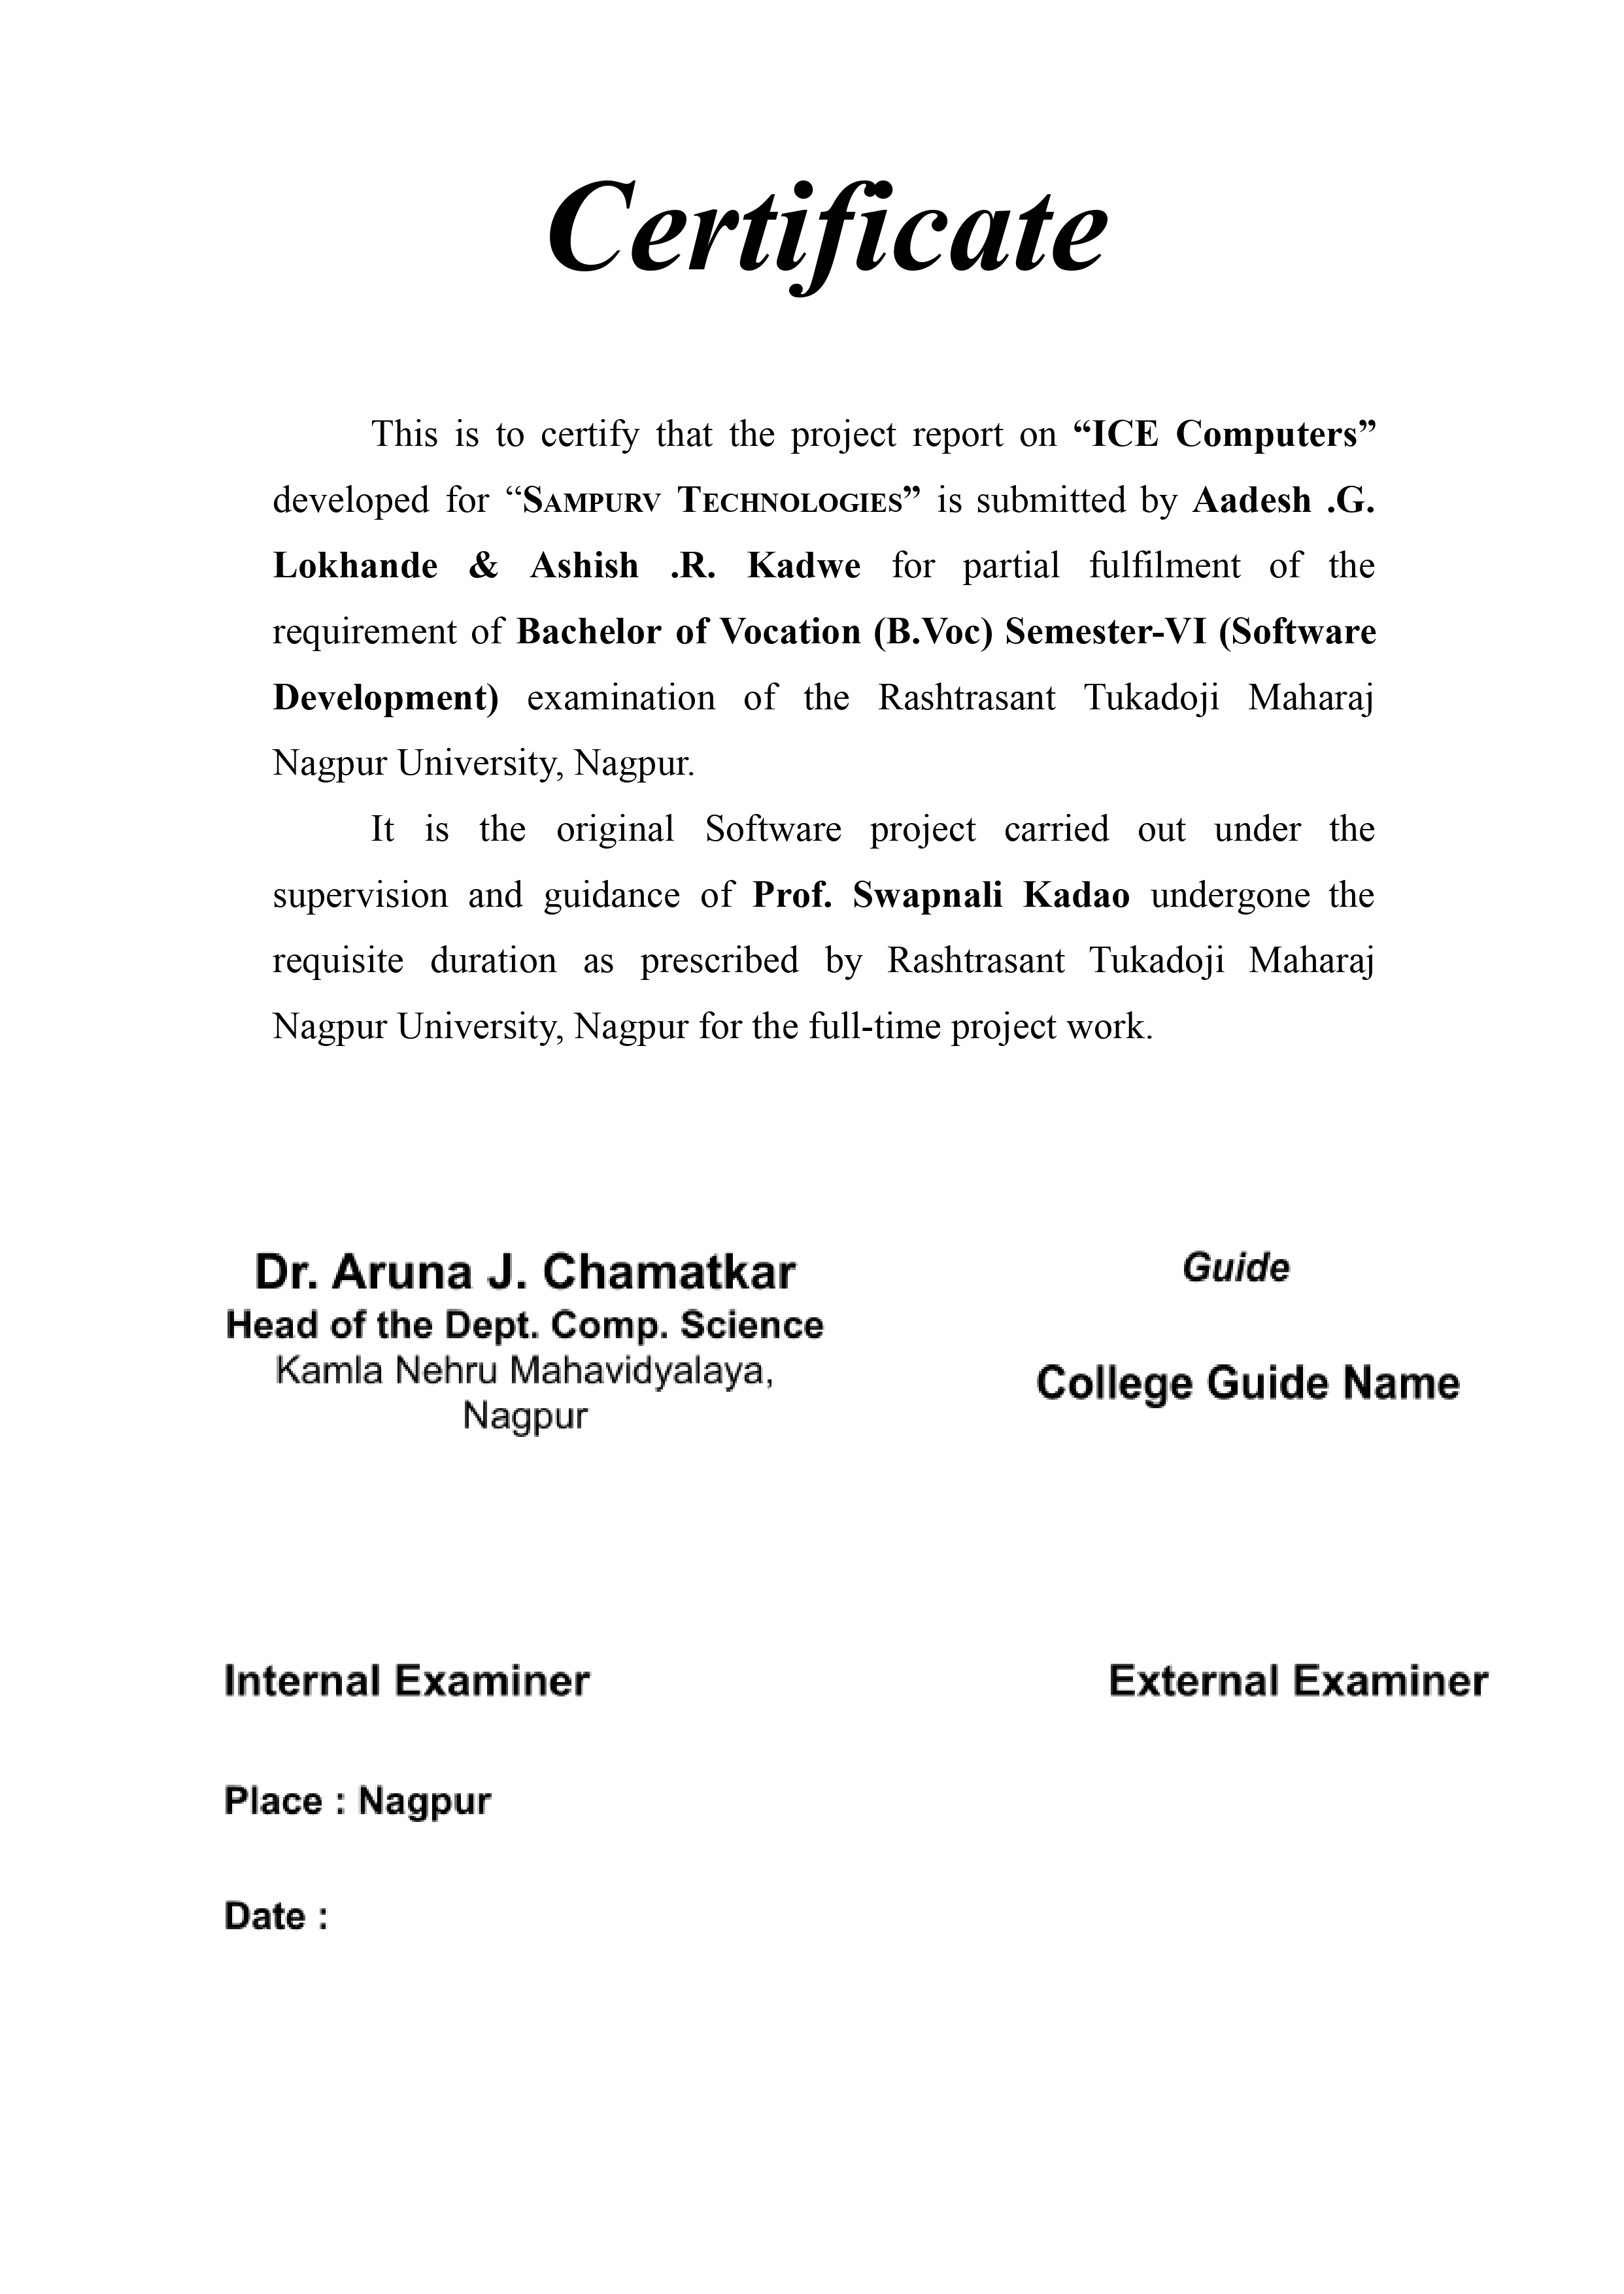 Certificate
This is to certify that the project report on “ICE Computers”
developed for “SAMPURV TECHNOLOGIES” is submitted by Aadesh .G.
Lokhande & Ashish .R. Kadwe for partial fulfilment of the
requirement of Bachelor of Vocation (B.Voc) Semester-VI (Software
Development) examination of the Rashtrasant Tukadoji Maharaj
Nagpur University, Nagpur.
It is the original Software project carried out under the
supervision and guidance of Prof. Swapnali Kadao undergone the
requisite duration as prescribed by Rashtrasant Tukadoji Maharaj
Nagpur University, Nagpur for the full-time project work.
Dr. Aruna J. Chamatkar
Head of the Dept. Comp. Science
Kamla Nehru Mahavidyalaya,
Nagpur
Guide
College Guide Name
Internal Examiner
External Examiner
Place : Nagpur
Date :